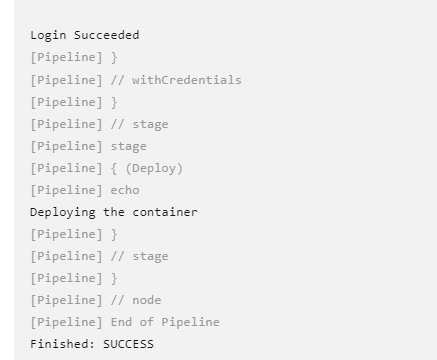 Login Succeeded
[Pipeline] }
[Pipeline] // withCredentials
[Pipeline] }
[Pipeline] // stage
[Pipeline] stage
[Pipeline] { (Deploy)
[Pipeline] echo
Deploying the container
[Pipeline] }
[Pipeline] // stage
[Pipeline] }
[Pipeline] // node
[Pipeline] End of Pipeline
Finished: SUCCESS